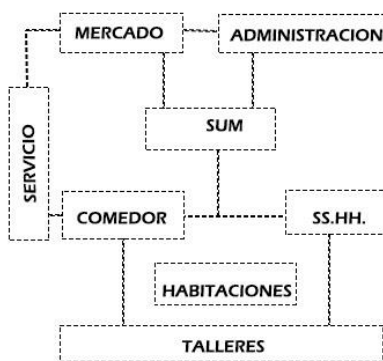 MERCADO
ADMINISTRACION
SUM
SERVICIO
COMEDOR
SS.HH.
HABITACIONES
TALLERES